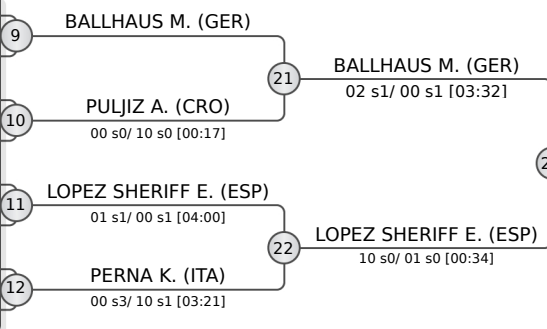 BALLHAUS M. (GER)
9
21
BALLHAUS M. (GER)
02 s1/ 00 s1 [03:32]
PULJIZ A. (CRO)
10
00 s0/ 10 s0 [00:17]
LOPEZ SHERIFF E. (ESP)
11
01 s1/ 00 s1 [04:00]
22
LOPEZ SHERIFF E. (ESP)
10 s0/ 01 s0 [00:34]
PERNA K. (ITA)
12
00 s3/ 10 s1 [03:21]